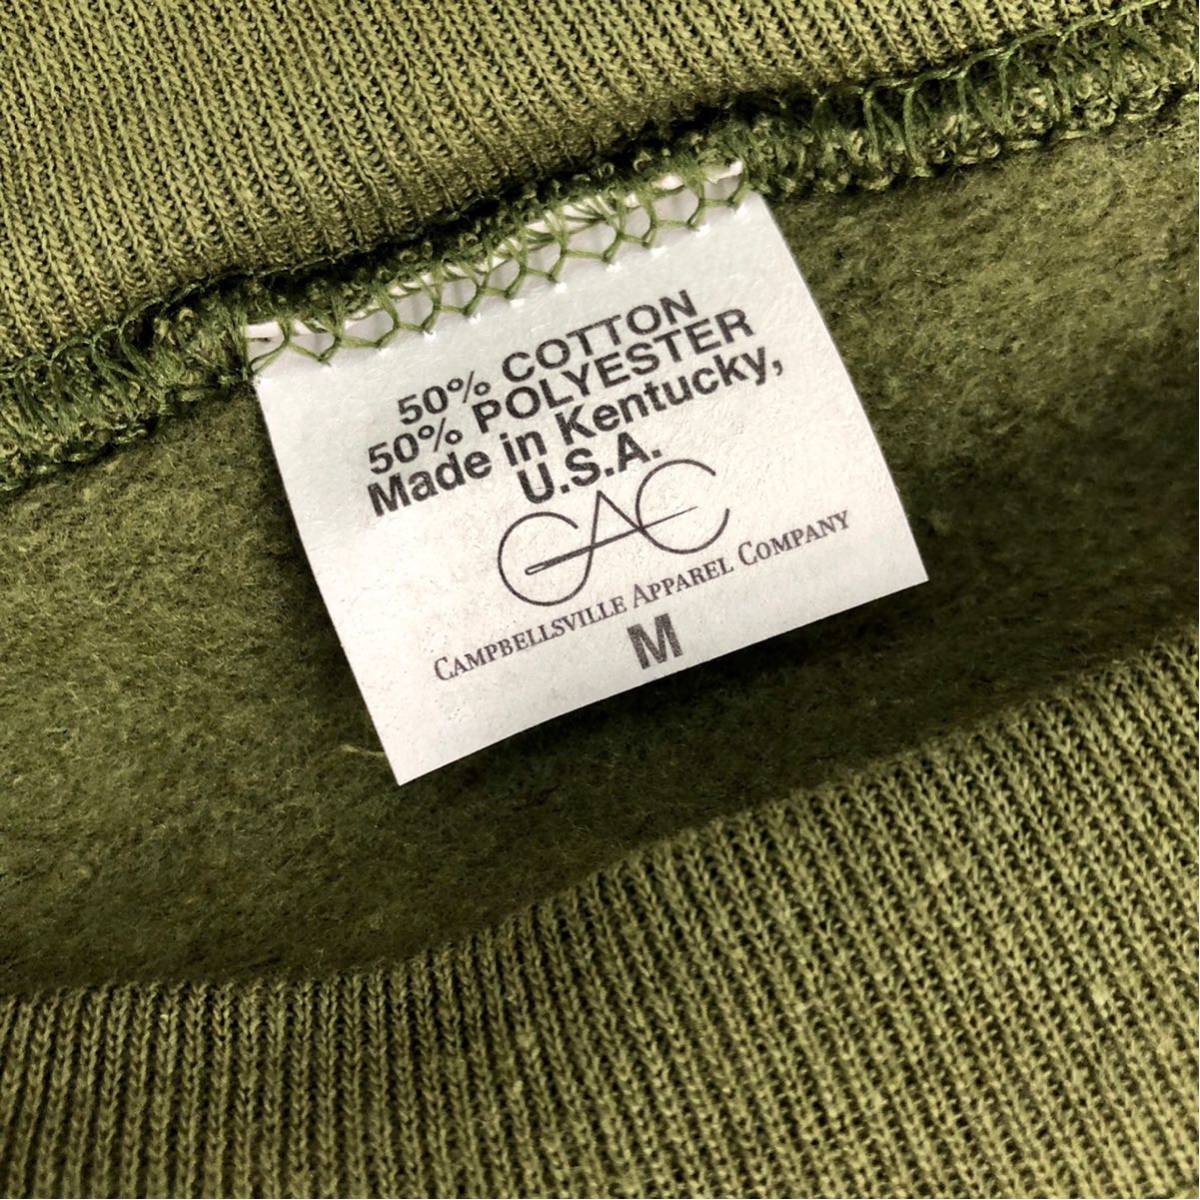 50% COTTON
50% POLYESTER
Made in Kentucky,
U.S.A.
CAC
CAMPBELLSVILLE APPAREL COMPANY
M